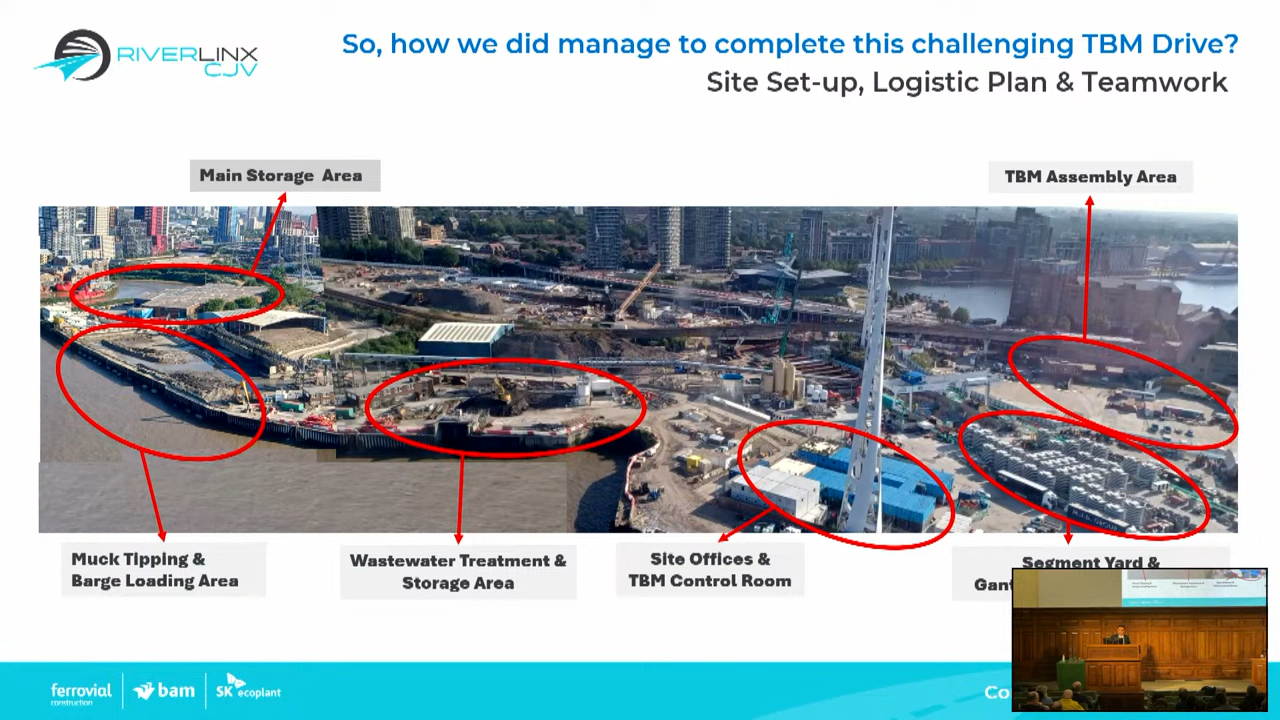 RIVERLINX
CJV
So, how we did manage to complete this challenging TBM Drive?
Site Set-up, Logistic Plan & Teamwork
Main Storage Area
TBM Assembly Area
Muck Tipping &
Barge Loading Area
Wastewater Treatment &
Storage Area
Site Offices &
TBM Control Room
Segment Yard &
ferrovial
construction
bam
SK ecoplant